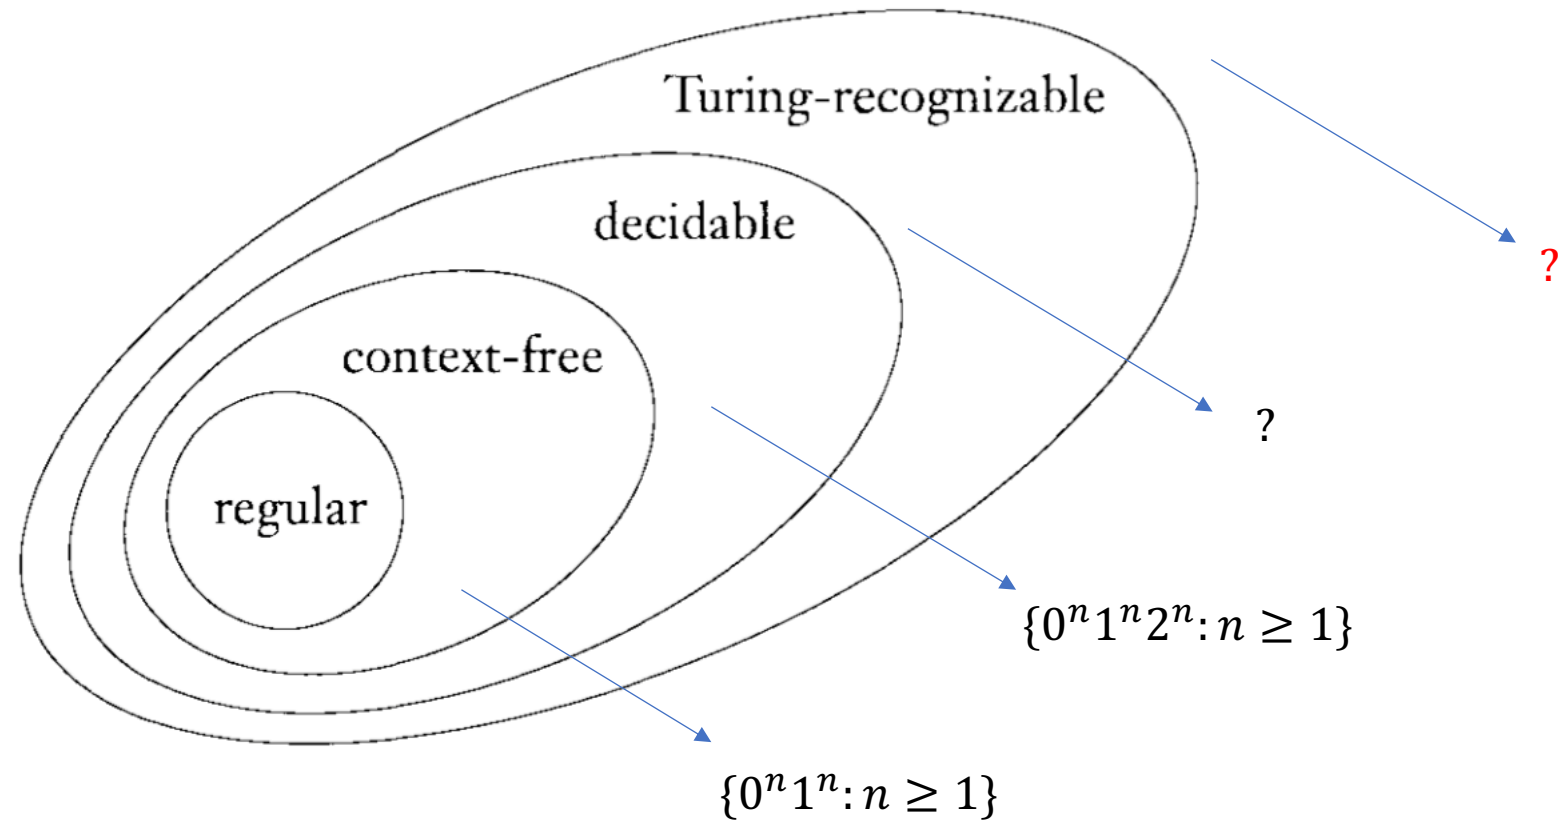 Turing-recognizable
decidable
?
context-free
?
regular
{0ⁿ1ⁿ2ⁿ: n ≥ 1}
{0ⁿ1ⁿ: n ≥ 1}